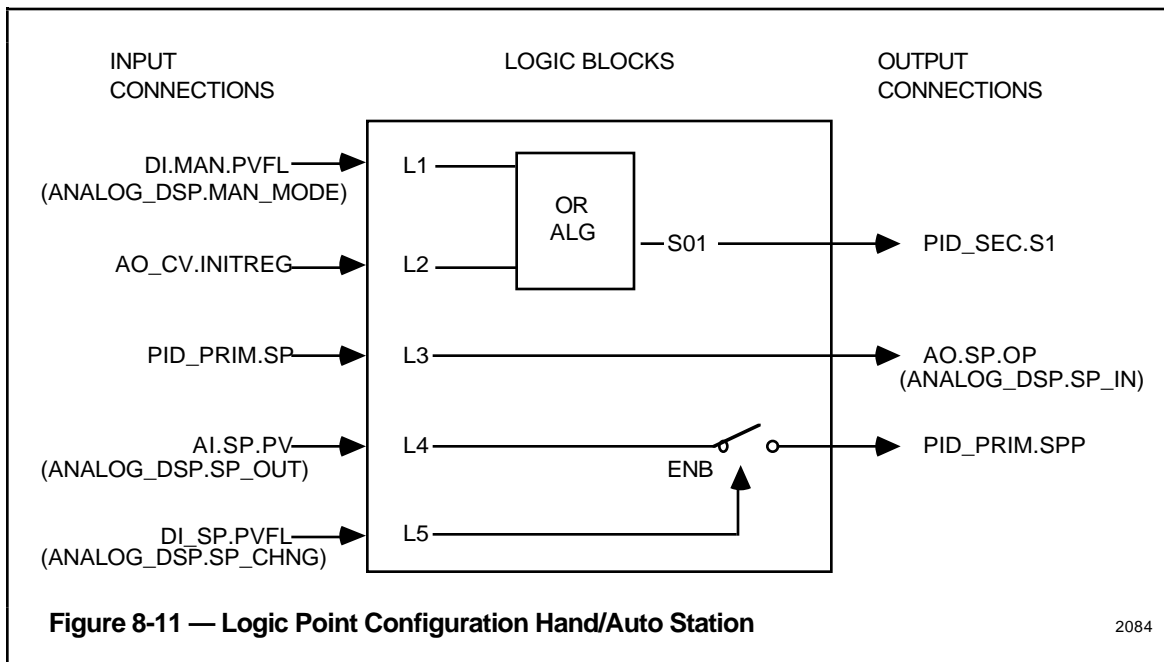 INPUT
CONNECTIONS
LOGIC BLOCKS
OUTPUT
CONNECTIONS
DI.MAN.PVFL
(ANALOG_DSP.MAN_MODE)
L1
OR
ALG
S01
PID_SEC.S1
AO_CV.INITREG
L2
PID_PRIM.SP
L3
AO.SP.OP
(ANALOG_DSP.SP_IN)
AI.SP.PV
(ANALOG_DSP.SP_OUT)
L4
ENB
PID_PRIM.SPP
DI_SP.PVFL
(ANALOG_DSP.SP_CHNG)
L5
Figure 8-11 — Logic Point Configuration Hand/Auto Station
2084